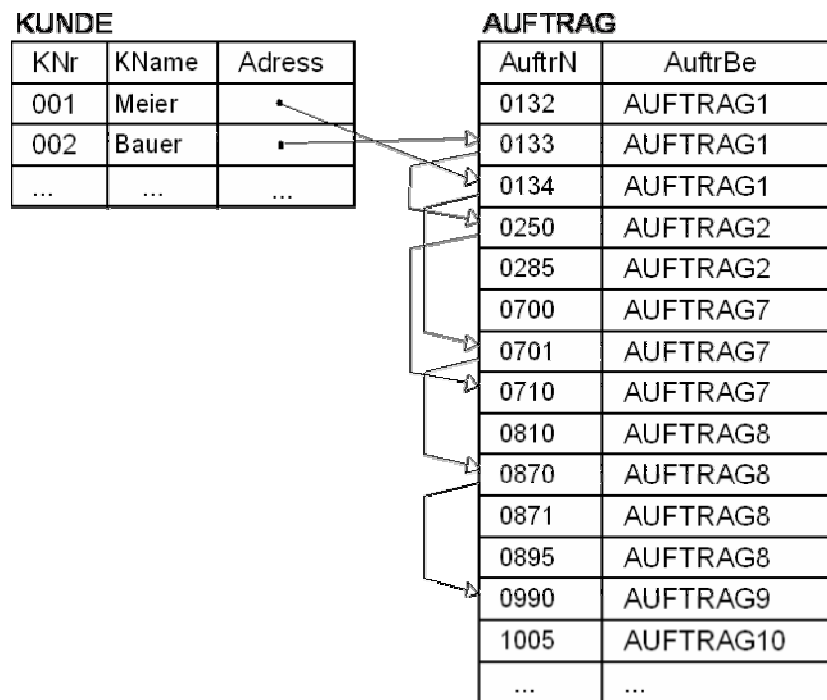 KUNDE
KNr KName Adress
001 Meier
002 Bauer
... ... ...
AUFTRAG
AuftrN AuftrBe
0132 AUFTRAG1
0133 AUFTRAG1
0134 AUFTRAG1
0250 AUFTRAG2
0285 AUFTRAG2
0700 AUFTRAG7
0701 AUFTRAG7
0710 AUFTRAG7
0810 AUFTRAG8
0870 AUFTRAG8
0871 AUFTRAG8
0895 AUFTRAG8
0990 AUFTRAG9
1005 AUFTRAG10
... ...